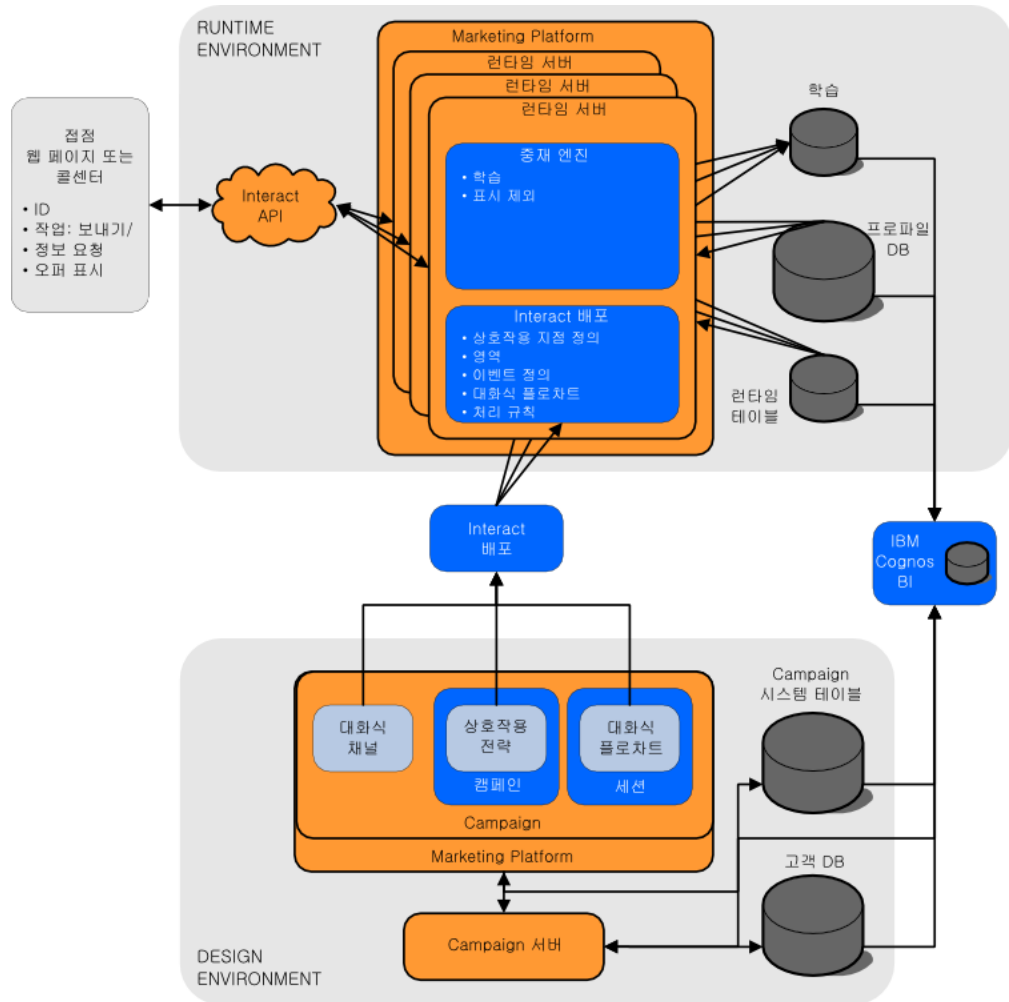 RUNTIME
ENVIRONMENT
Marketing Platform
런타임 서버
런타임 서버
런타임 서버
중재 엔진
• 학습
• 표시 제외
Interact 배포
• 상호작용 지점 정의
• 영역
• 이벤트 정의
• 대화식 플로차트
• 처리 규칙
접점
웹 페이지 또는
콜센터
• ID
• 작업: 보내기/
• 정보 요청
• 오퍼 표시
Interact
API
학습
프로파일
DB
런타임
테이블
Interact
배포
IBM
Cognos
BI
대화식
채널
상호작용
전략
캠페인
대화식
플로차트
세션
Campaign
Marketing Platform
Campaign
시스템 테이블
고객 DB
Campaign 서버
DESIGN
ENVIRONMENT